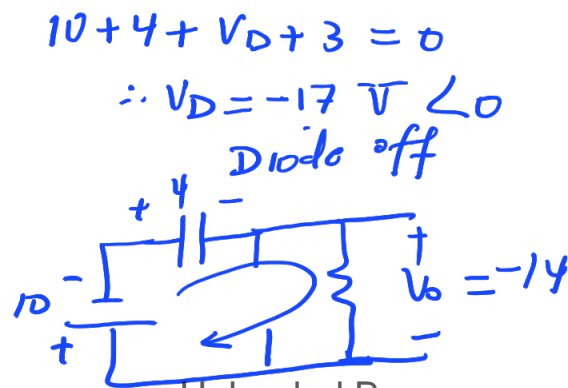 10 + 4 + VD + 3 = 0
∴ VD = -17 V < 0
Diode off
+ 4 -
- +
10 Vo = -14
+ -